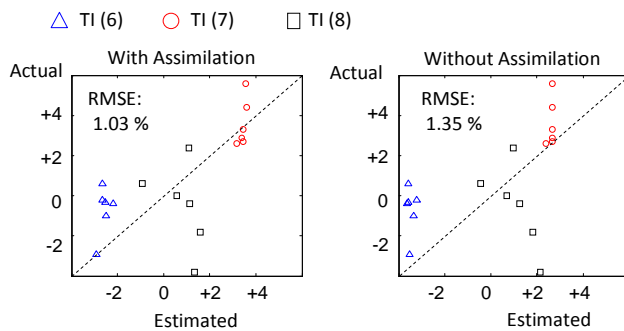 TI (6) TI (7) TI (8)
With Assimilation
Actual
RMSE:
1.03 %
+4
+2
0
-2
-2 0 +2 +4
Estimated
Without Assimilation
Actual
RMSE:
1.35 %
+4
+2
0
-2
-2 0 +2 +4
Estimated